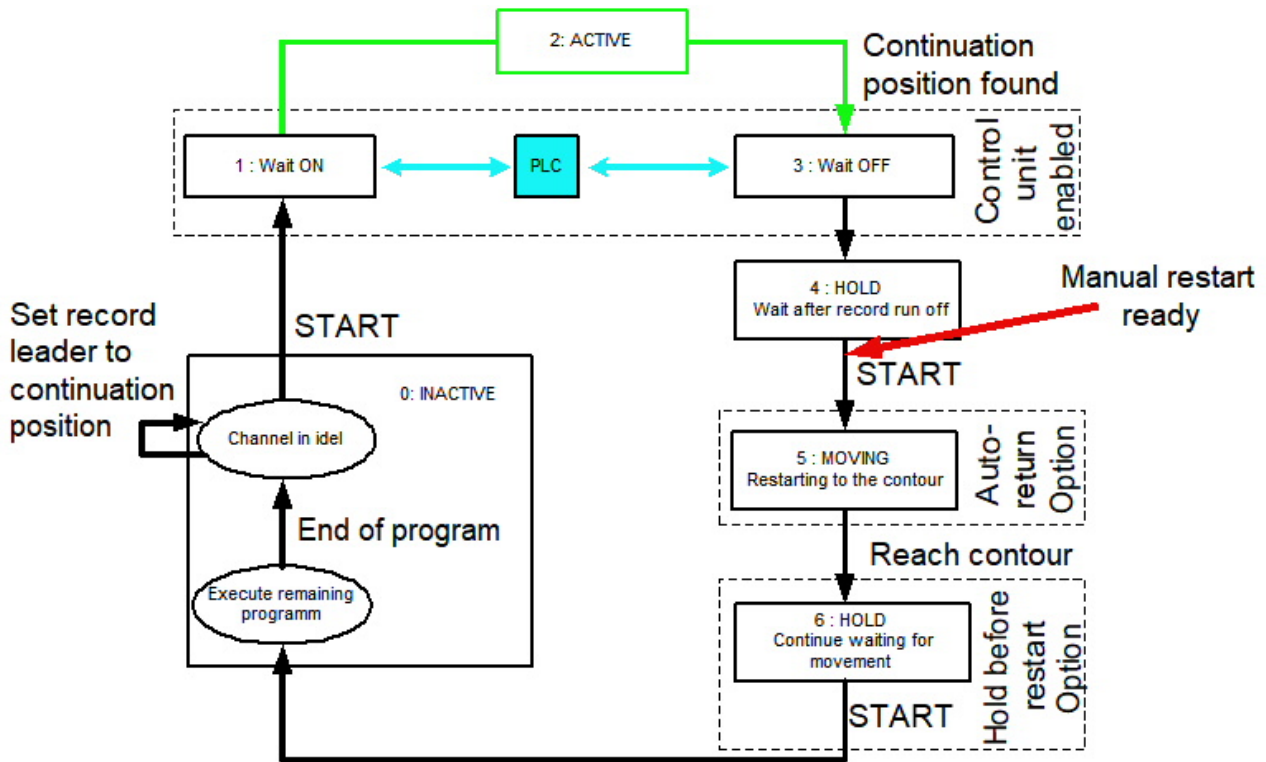 2: ACTIVE
Continuation
position found
1 : Wait ON
PLC
3 : Wait OFF
Control
unit
enabled
4 : HOLD
Wait after record run off
Manual restart
ready
START
Set record
leader to
continuation
position
START
0: INACTIVE
Channel in idel
5 : MOVING
Restarting to the contour
Auto-
return
Option
End of program
Reach contour
Execute remaining
programm
6 : HOLD
Continue waiting for
movement
Hold before
restart
Option
START